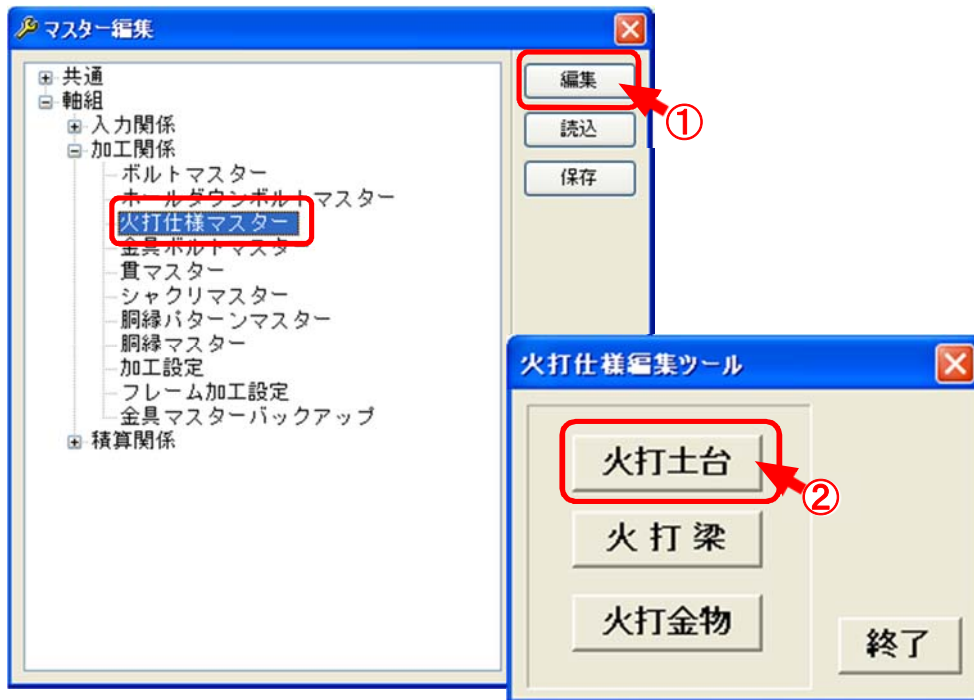 マスター編集
共通
軸組
入力関係
加工関係
ボルトマスター
ホールダウンボルトマスター
火打仕様マスター
金具ボルトマスター
貫マスター
シャクリマスター
胴縁パターンマスター
胴縁マスター
加工設定
フレーム加工設定
金具マスターバックアップ
積算関係
編集
①
読込
保存
火打仕様編集ツール
火打土台
②
火打梁
火打金物
終了